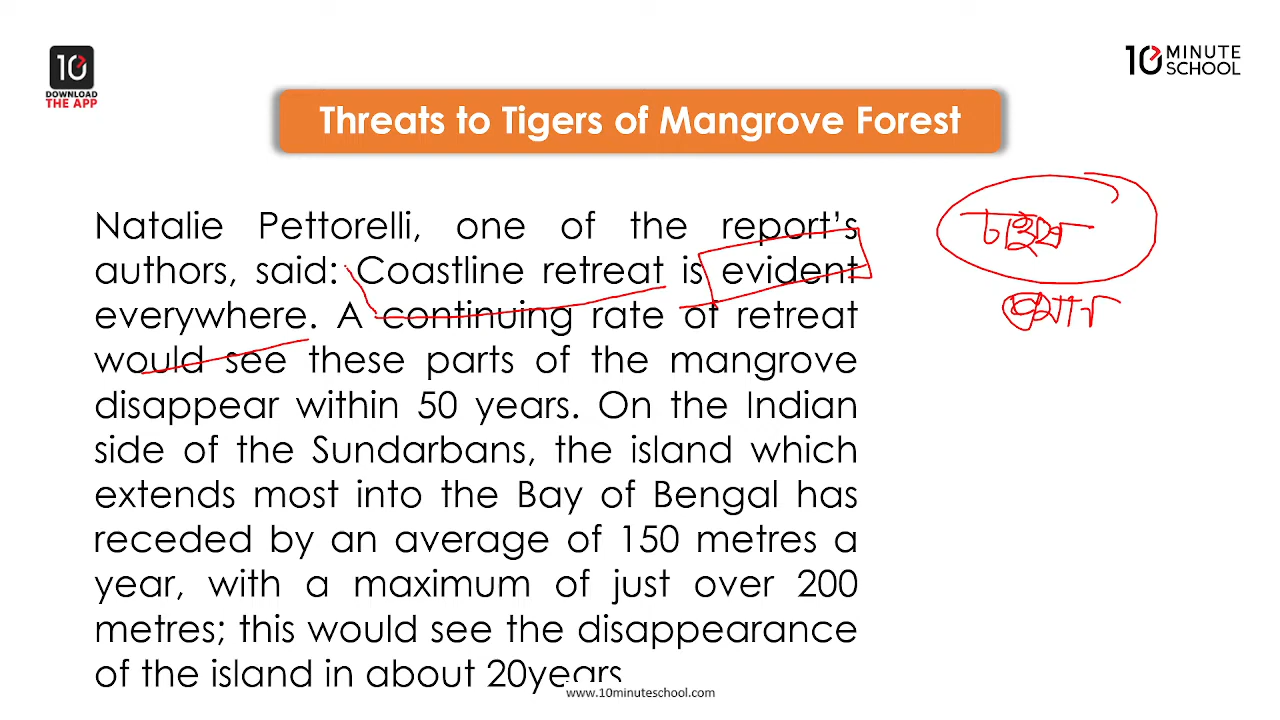 10
DOWNLOAD
THE APP
10 MINUTE
SCHOOL
Threats to Tigers of Mangrove Forest
Natalie Pettorelli, one of the report's
authors, said: Coastline retreat is evident
everywhere. A continuing rate of retreat
would see these parts of the mangrove
disappear within 50 years. On the Indian
side of the Sundarbans, the island which
extends most into the Bay of Bengal has
receded by an average of 150 metres a
year, with a maximum of just over 200
metres; this would see the disappearance
of the island in about 20years
www.10minuteschool.com